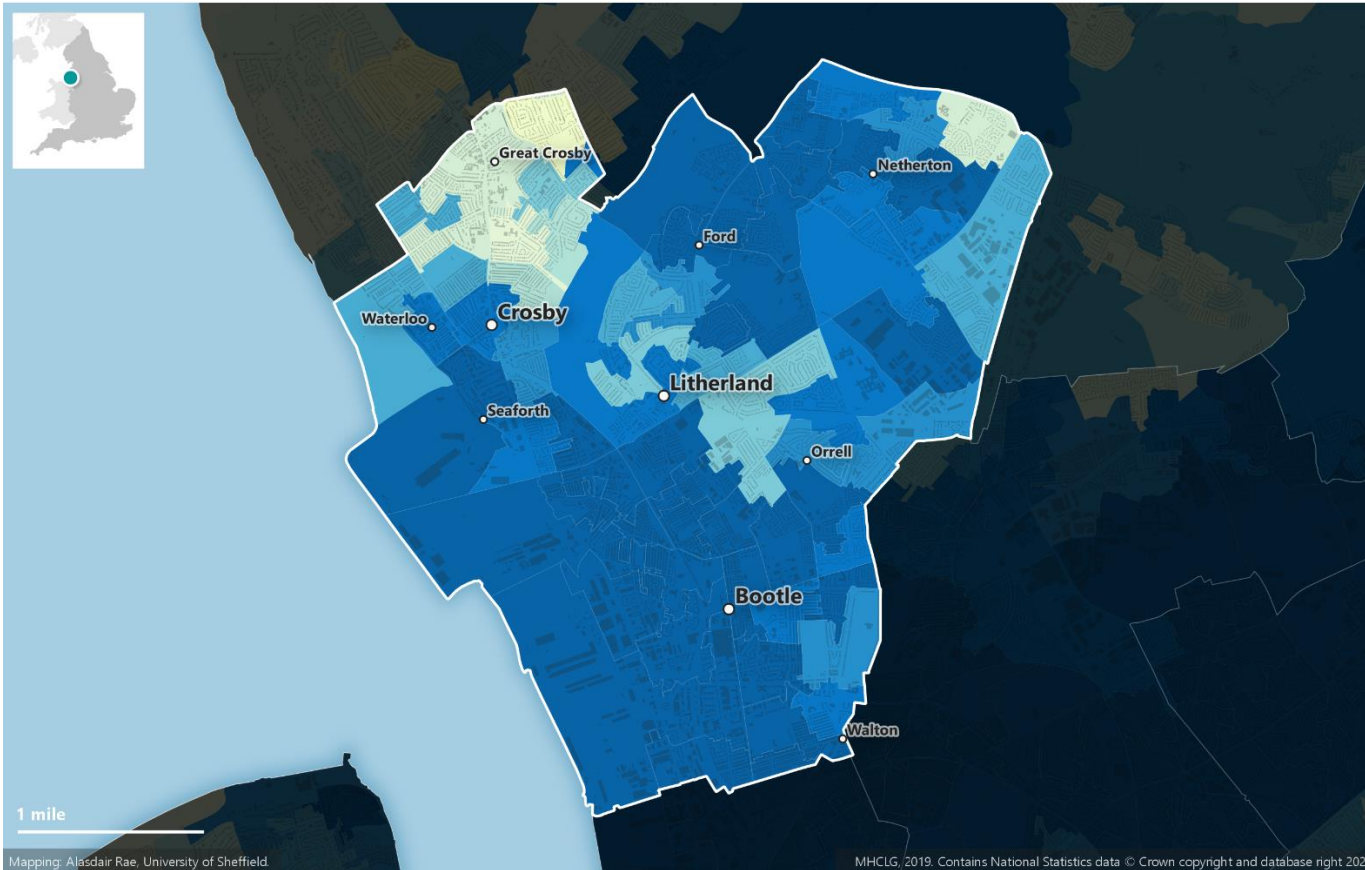 Great Crosby
Netherton
Ford
Waterloo
Crosby
Litherland
Seaforth
Orrell
Bootle
Walton
1 mile
Mapping: Alasdair Rae, University of Sheffield.
MHCLG, 2019. Contains National Statistics data © Crown copyright and database right 202